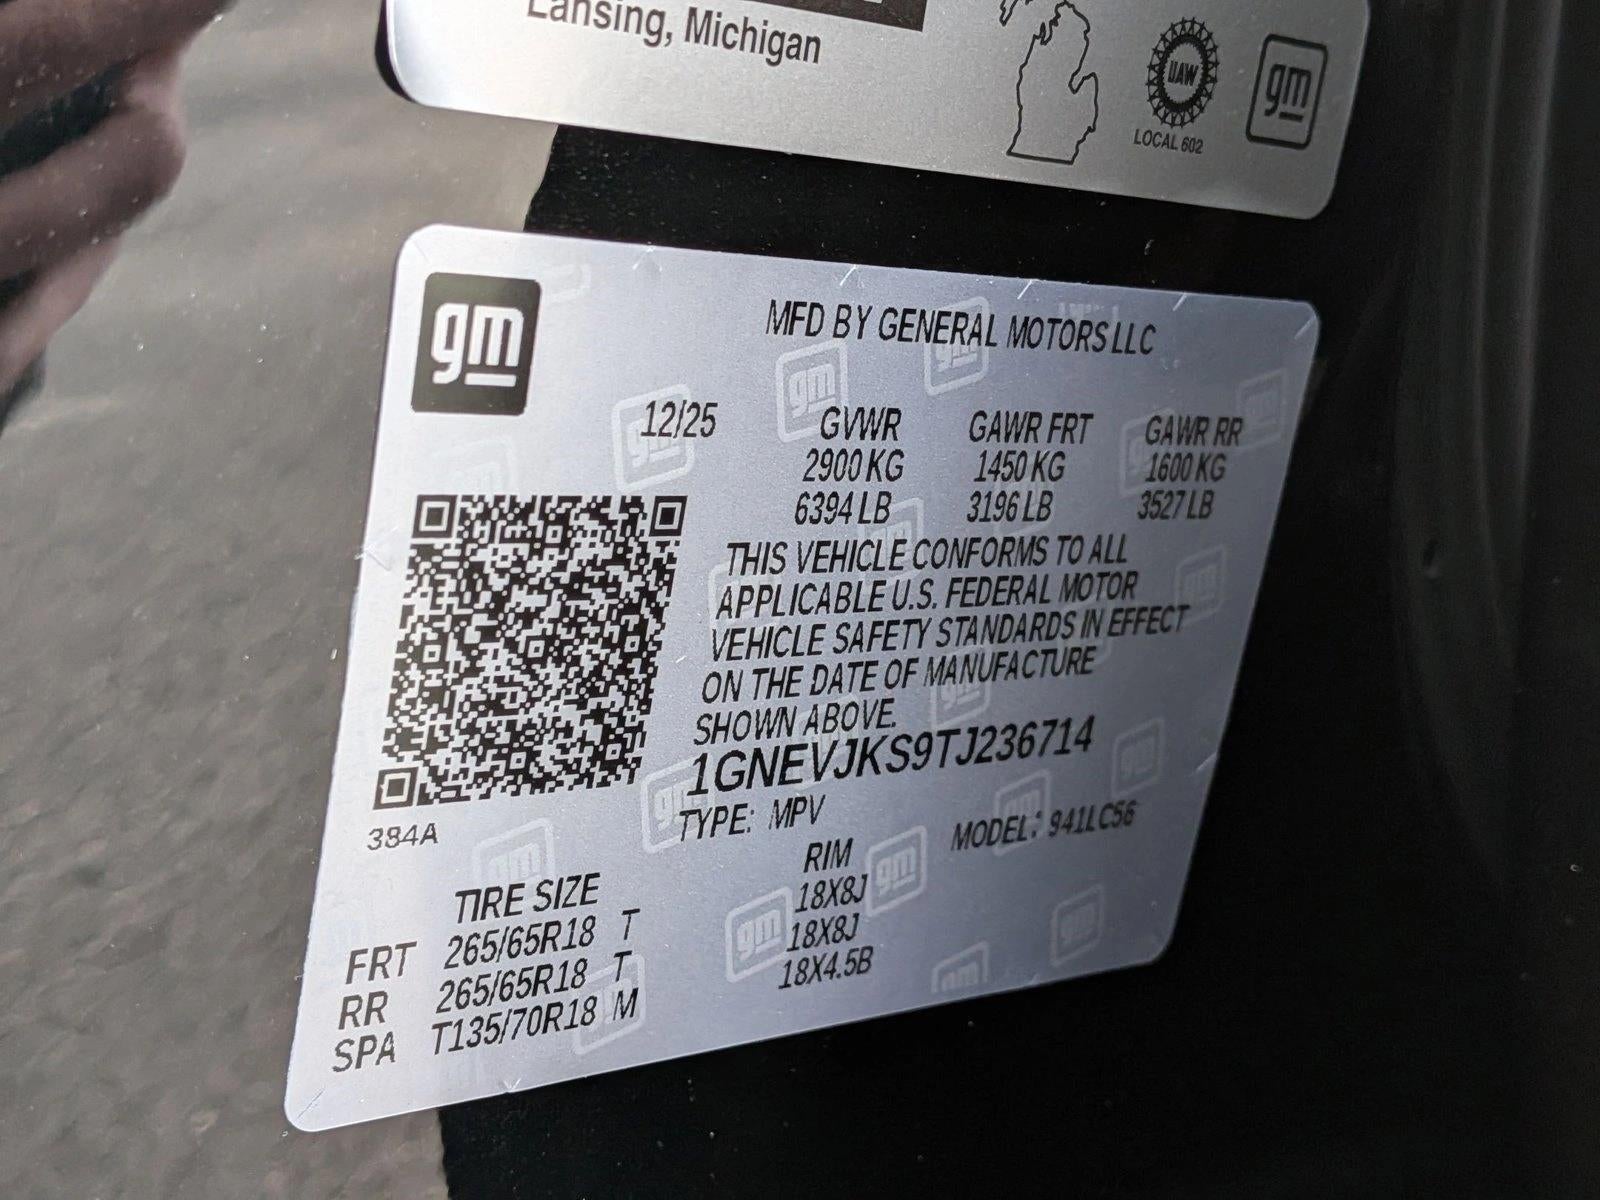 Lansing, Michigan
UAW
LOCAL 602
gm
gm
MFD BY GENERAL MOTORS LLC
12/25 GVWR GAWR FRT GAWR RR
2900 KG 1450 KG 1600 KG
6394 LB 3196 LB 3527 LB
THIS VEHICLE CONFORMS TO ALL
APPLICABLE U.S. FEDERAL MOTOR
VEHICLE SAFETY STANDARDS IN EFFECT
ON THE DATE OF MANUFACTURE
SHOWN ABOVE.
1GNEVJKS9TJ236714
TYPE: MPV MODEL: 941LC56
384A
TIRE SIZE RIM
FRT 265/65R18 T 18X8J
RR 265/65R18 T 18X8J
SPA T135/70R18 M 18X4.5B